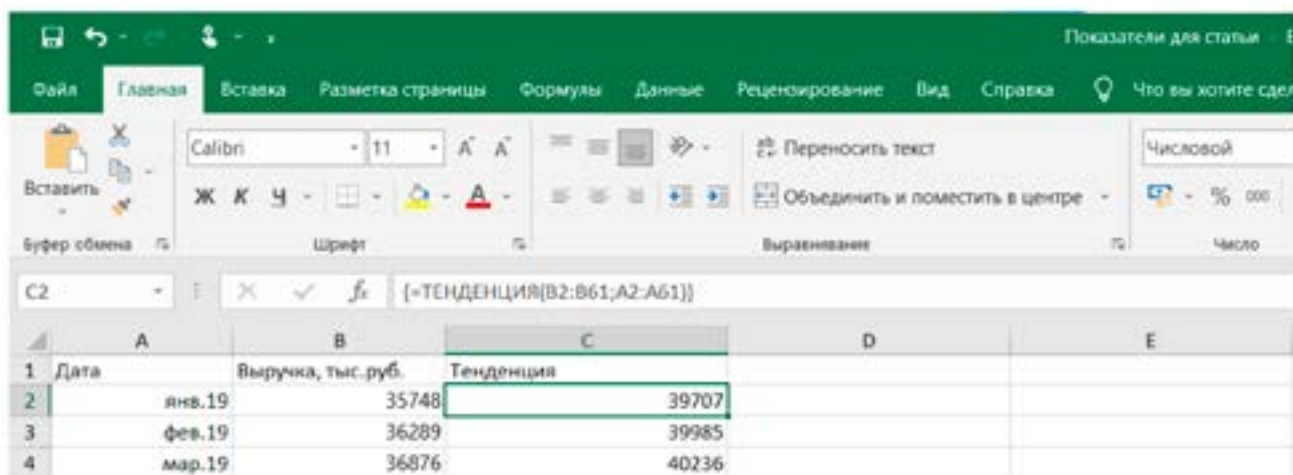 Показатели для статьи
Файл Главная Вставка Разметка страницы Формулы Данные Рецензирование Вид Справка Что вы хотите сдел
Вставить
Calibri 11 А А
Ж К Ч А
Переносить текст
Объединить и поместить в центре
Числовой
% 000
Буфер обмена Шрифт Выравнивание Число
C2 fx {=ТЕНДЕНЦИЯ(B2:B61;A2:A61)}
A B C D E
1 Дата Выручка, тыс.руб. Тенденция
2 янв.19 35748 39707
3 фев.19 36289 39985
4 мар.19 36876 40236